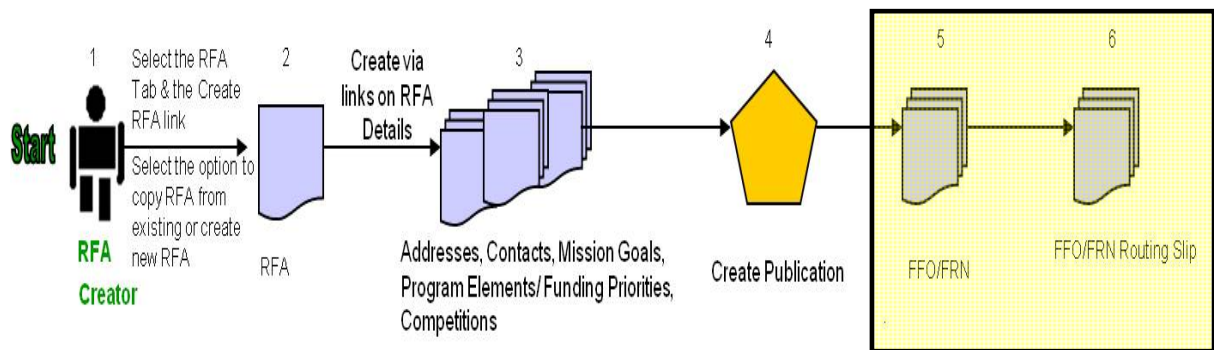 Start
1
RFA
Creator
Select the RFA
Tab & the Create
RFA link
Select the option to
copy RFA from
existing or create
new RFA
2
RFA
Create via
links on RFA
Details
3
Addresses, Contacts, Mission Goals,
Program Elements/ Funding Priorities,
Competitions
4
Create Publication
5
FFO/FRN
6
FFO/FRN Routing Slip